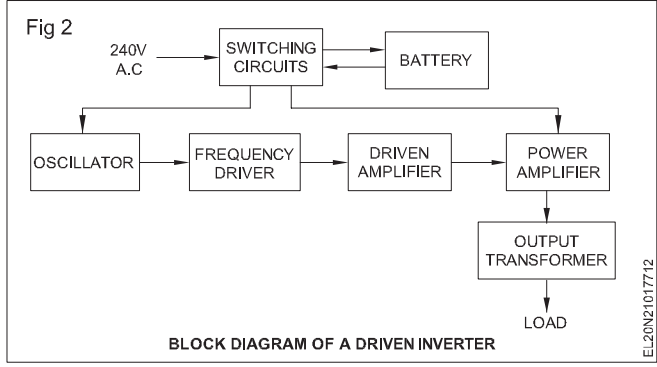 Fig 2
240V
A.C
SWITCHING
CIRCUITS
BATTERY
OSCILLATOR
FREQUENCY
DRIVER
DRIVEN
AMPLIFIER
POWER
AMPLIFIER
OUTPUT
TRANSFORMER
LOAD
BLOCK DIAGRAM OF A DRIVEN INVERTER
EL20N21017712